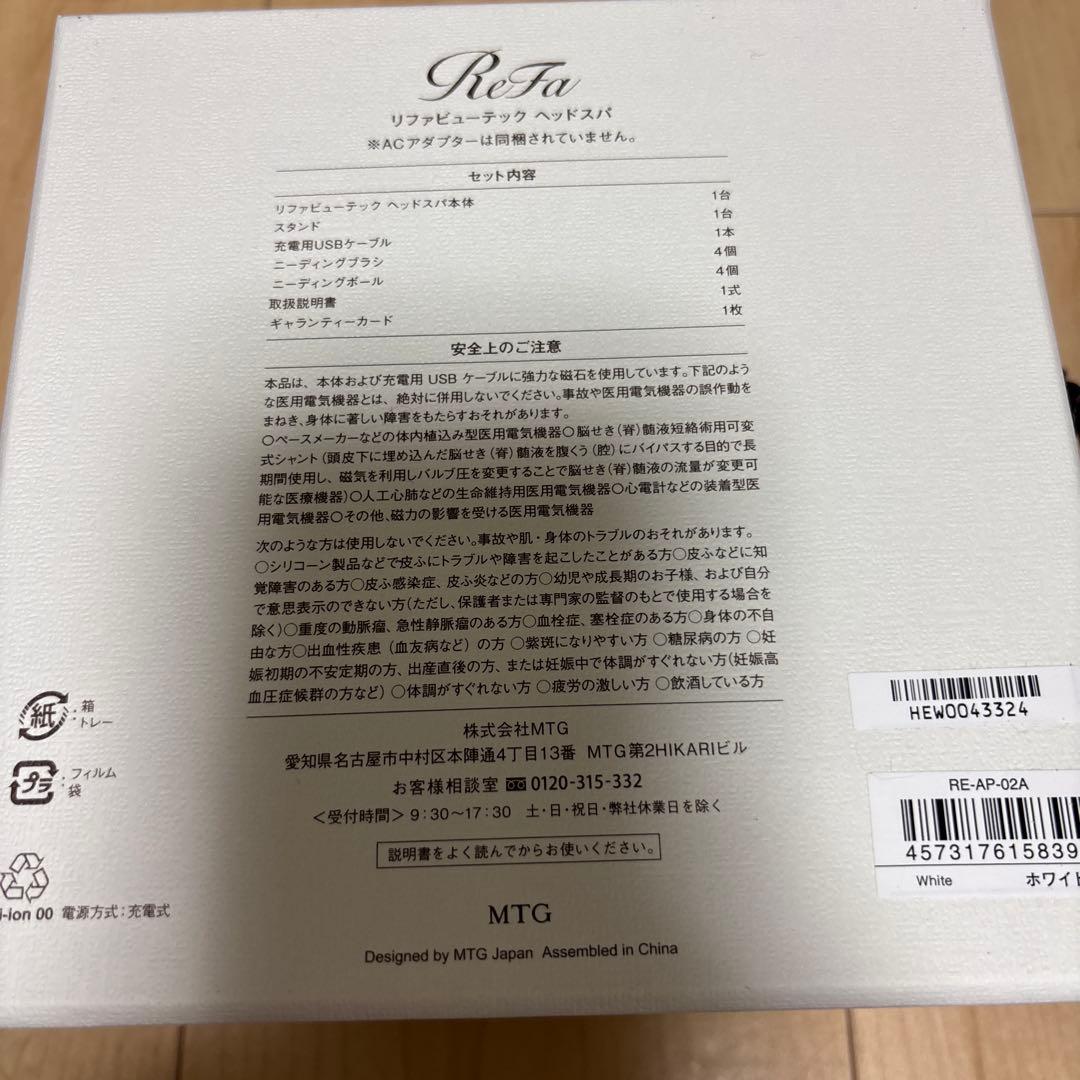 ReFa
リファビューテック ヘッドスパ
※ACアダプターは同梱されていません。
セット内容
リファビューテック ヘッドスパ本体 1台
スタンド 1台
充電用USBケーブル 1本
ニーディングブラシ 4個
ニーディングボール 4個
取扱説明書 1式
ギャランティーカード 1枚
安全上のご注意
本品は、本体および充電用 USB ケーブルに強力な磁石を使用しています。下記のよう
な医用電気機器とは、絶対に併用しないでください。事故や医用電気機器の誤作動を
まねき、身体に著しい障害をもたらすおそれがあります。
○ペースメーカーなどの体内植込み型医用電気機器○脳せき(脊)髄液短絡術用可変
式シャント(頭皮下に埋め込んだ脳せき(脊)髄液を腹くう(腔)にバイパスする目的で長
期間使用し、磁気を利用しバルブ圧を変更することで脳せき(脊)髄液の流量が変更可
能な医療機器)○人工心肺などの生命維持用医用電気機器○心電計などの装着型医
用電気機器○その他、磁力の影響を受ける医用電気機器
次のような方は使用しないでください。事故や肌・身体のトラブルのおそれがあります。
○シリコーン製品などで皮ふにトラブルや障害を起こしたことがある方○皮ふなどに知
覚障害のある方○皮ふ感染症、皮ふ炎などの方○幼児や成長期のお子様、および自分
で意思表示のできない方(ただし、保護者または専門家の監督のもとで使用する場合を
除く)○重度の動脈瘤、急性静脈瘤のある方○血栓症、塞栓症のある方○身体の不自
由な方○出血性疾患(血友病など)の方○紫斑になりやすい方○糖尿病の方○妊
娠初期の不安定期の方、出産直後の方、または妊娠中で体調がすぐれない方(妊娠高
血圧症候群の方など)○体調がすぐれない方○疲労の激しい方○飲酒している方
株式会社MTG
愛知県名古屋市中村区本陣通4丁目13番 MTG第2HIKARIビル
お客様相談室 0120-315-332
<受付時間> 9:30〜17:30 土・日・祝日・弊社休業日を除く
説明書をよく読んでからお使いください。
MTG
Designed by MTG Japan Assembled in China
紙 箱
トレー
プラ フィルム
袋
i-ion 00 電源方式:充電式
HEW0043324
RE-AP-02A
457317615839
White ホワイト